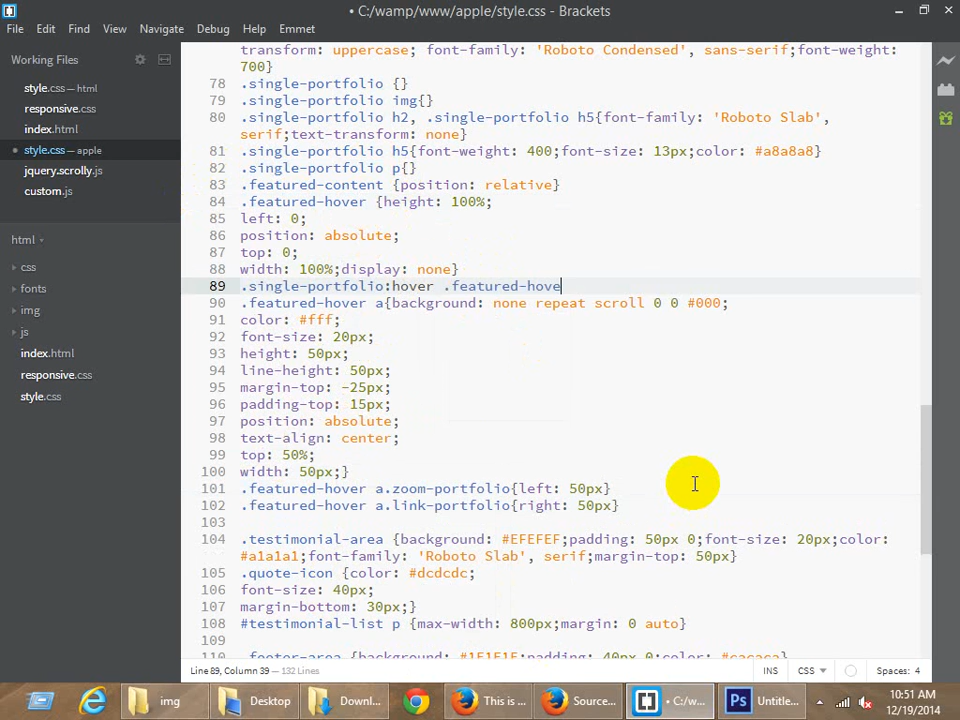 • C:/wamp/www/apple/style.css - Brackets
File Edit Find View Navigate Debug Help Emmet
Working Files
style.css — html
responsive.css
index.html
• style.css — apple
jquery.scrolly.js
custom.js
html
css
fonts
img
js
index.html
responsive.css
style.css
transform: uppercase; font-family: 'Roboto Condensed', sans-serif;font-weight:
700}
78 .single-portfolio {}
79 .single-portfolio img{}
80 .single-portfolio h2, .single-portfolio h5{font-family: 'Roboto Slab',
serif;text-transform: none}
81 .single-portfolio h5{font-weight: 400;font-size: 13px;color: #a8a8a8}
82 .single-portfolio p{}
83 .featured-content {position: relative}
84 .featured-hover {height: 100%;
85 left: 0;
86 position: absolute;
87 top: 0;
88 width: 100%;display: none}
89 .single-portfolio:hover .featured-hove
90 .featured-hover a{background: none repeat scroll 0 0 #000;
91 color: #fff;
92 font-size: 20px;
93 height: 50px;
94 line-height: 50px;
95 margin-top: -25px;
96 padding-top: 15px;
97 position: absolute;
98 text-align: center;
99 top: 50%;
100 width: 50px;}
101 .featured-hover a.zoom-portfolio{left: 50px}
102 .featured-hover a.link-portfolio{right: 50px}
103
104 .testimonial-area {background: #EFEFEF;padding: 50px 0;font-size: 20px;color:
#a1a1a1;font-family: 'Roboto Slab', serif;margin-top: 50px}
105 .quote-icon {color: #dcdcdc;
106 font-size: 40px;
107 margin-bottom: 30px;}
108 #testimonial-list p {max-width: 800px;margin: 0 auto}
109
110 .footer-area {background: #1F1F1F;padding: 40px 0;color: #cacaca}
Line 89, Column 39 — 132 Lines
INS CSS Spaces: 4
img Desktop Downl... This is ... Source... • C:/w... Untitle...
10:51 AM
12/19/2014